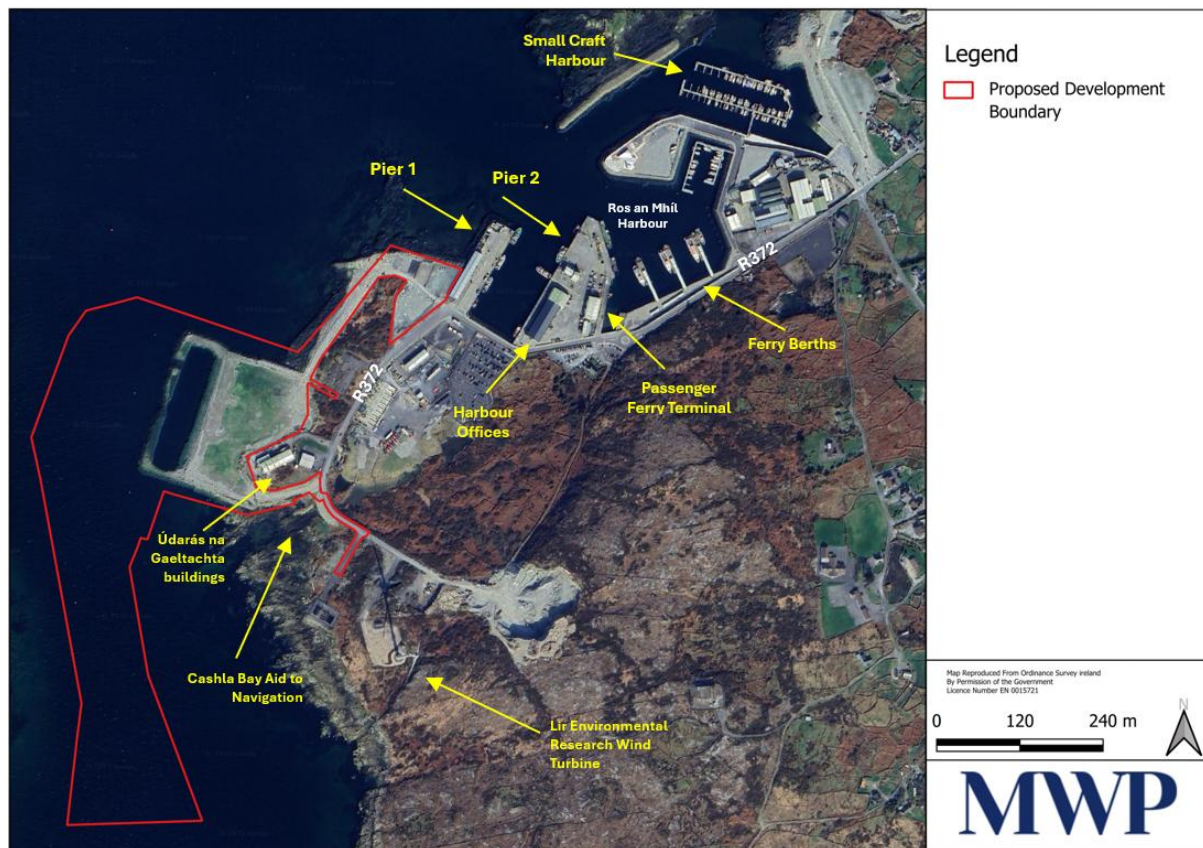 Small Craft
Harbour
Pier 1
Pier 2
Ros an Mhíl
Harbour
R372
Ferry Berths
R372
Passenger
Ferry Terminal
Harbour
Offices
Údarás na
Gaeltachta
buildings
Cashla Bay Aid to
Navigation
Lir Environmental
Research Wind
Turbine
Legend
Proposed Development
Boundary
Map Reproduced From Ordinance Survey ireland
By Permission of the Government
Licence Number EN 0015721
N
0 120 240 m
MWP